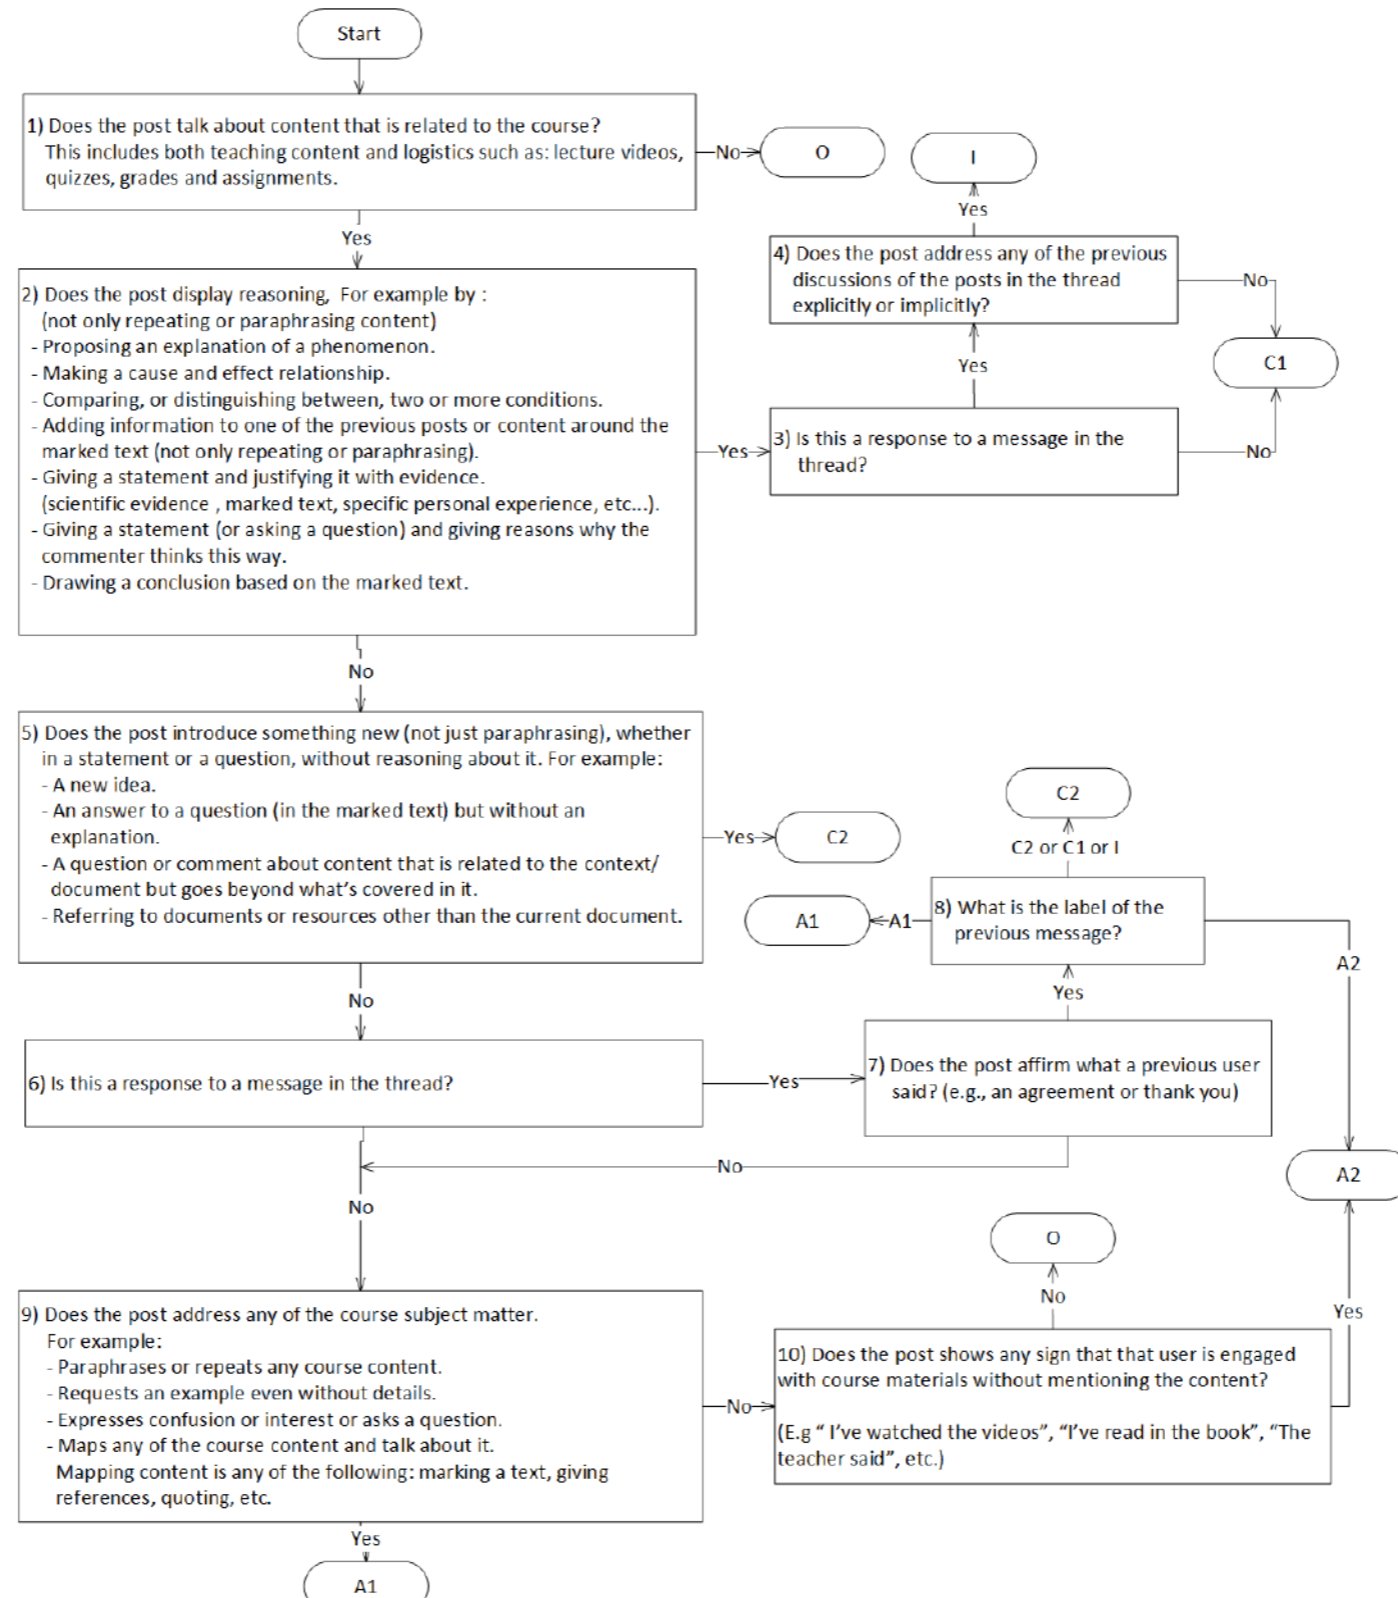 Start
1) Does the post talk about content that is related to the course?
This includes both teaching content and logistics such as: lecture videos,
quizzes, grades and assignments.
No
O
I
Yes
Yes
4) Does the post address any of the previous
discussions of the posts in the thread
explicitly or implicitly?
No
C1
Yes
3) Is this a response to a message in the
thread?
No
2) Does the post display reasoning, For example by :
(not only repeating or paraphrasing content)
- Proposing an explanation of a phenomenon.
- Making a cause and effect relationship.
- Comparing, or distinguishing between, two or more conditions.
- Adding information to one of the previous posts or content around the
marked text (not only repeating or paraphrasing).
- Giving a statement and justifying it with evidence.
(scientific evidence , marked text, specific personal experience, etc...).
- Giving a statement (or asking a question) and giving reasons why the
commenter thinks this way.
- Drawing a conclusion based on the marked text.
Yes
No
5) Does the post introduce something new (not just paraphrasing), whether
in a statement or a question, without reasoning about it. For example:
- A new idea.
- An answer to a question (in the marked text) but without an
explanation.
- A question or comment about content that is related to the context/
document but goes beyond what's covered in it.
- Referring to documents or resources other than the current document.
Yes
C2
C2
C2 or C1 or I
8) What is the label of the
previous message?
A1
A1
A2
Yes
No
6) Is this a response to a message in the thread?
Yes
7) Does the post affirm what a previous user
said? (e.g., an agreement or thank you)
No
A2
No
O
No
Yes
9) Does the post address any of the course subject matter.
For example:
- Paraphrases or repeats any course content.
- Requests an example even without details.
- Expresses confusion or interest or asks a question.
- Maps any of the course content and talk about it.
Mapping content is any of the following: marking a text, giving
references, quoting, etc.
No
10) Does the post shows any sign that that user is engaged
with course materials without mentioning the content?
(E.g " I've watched the videos", "I've read in the book", "The
teacher said", etc.)
Yes
A1